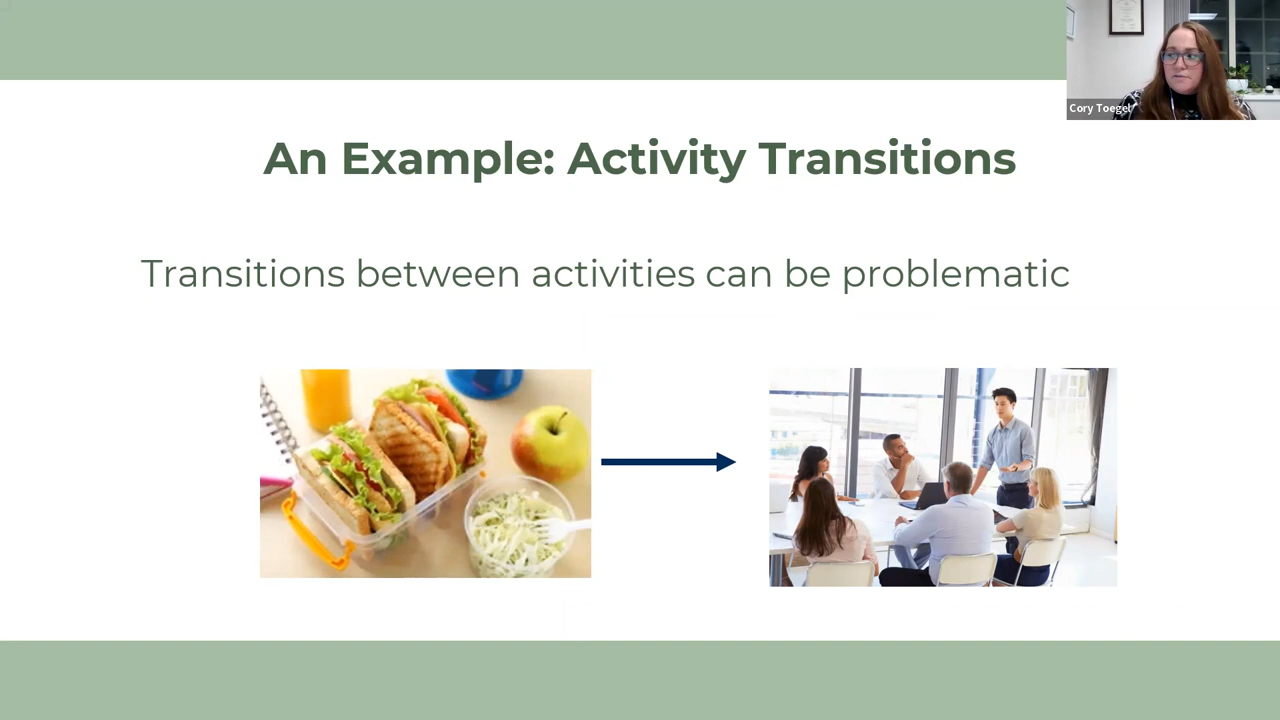 Cory Toegel
An Example: Activity Transitions
Transitions between activities can be problematic